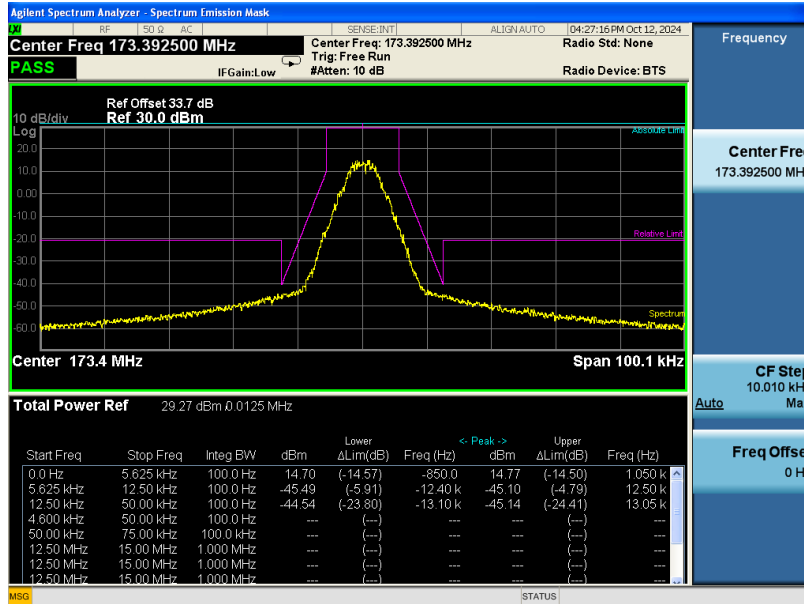 Agilent Spectrum Analyzer - Spectrum Emission Mask
LXI RF 50 Ω AC SENSE:INT ALIGN AUTO 04:27:16 PM Oct 12, 2024
Center Freq 173.392500 MHz Center Freq: 173.392500 MHz Radio Std: None
Trig: Free Run
PASS IFGain:Low #Atten: 10 dB Radio Device: BTS
Frequency
Ref Offset 33.7 dB
10 dB/div Ref 30.0 dBm
Log
Absolute Limit
20.0
10.0
0.00
-10.0
-20.0
Relative Limit
-30.0
-40.0
-50.0
Spectrum
-60.0
Center 173.4 MHz Span 100.1 kHz
Center Fre
173.392500 MH
CF Step
10.010 kH
Auto Ma
Freq Offse
0 H
Total Power Ref 29.27 dBm /0.0125 MHz
Lower <- Peak -> Upper
Start Freq Stop Freq Integ BW dBm ΔLim(dB) Freq (Hz) dBm ΔLim(dB) Freq (Hz)
0.0 Hz 5.625 kHz 100.0 Hz 14.70 (-14.57) -850.0 14.77 (-14.50) 1.050 k
5.625 kHz 12.50 kHz 100.0 Hz -45.49 (-5.91) -12.40 k -45.10 (-4.79) 12.50 k
12.50 kHz 50.00 kHz 100.0 Hz -44.54 (-23.80) -13.10 k -45.14 (-24.41) 13.05 k
4.600 kHz 50.00 kHz 100.0 Hz --- (---) --- --- (---) ---
50.00 kHz 75.00 kHz 100.0 kHz --- (---) --- --- (---) ---
12.50 MHz 15.00 MHz 1.000 MHz --- (---) --- --- (---) ---
12.50 MHz 15.00 MHz 1.000 MHz --- (---) --- --- (---) ---
12.50 MHz 15.00 MHz 1.000 MHz --- (---) --- --- (---) ---
MSG STATUS